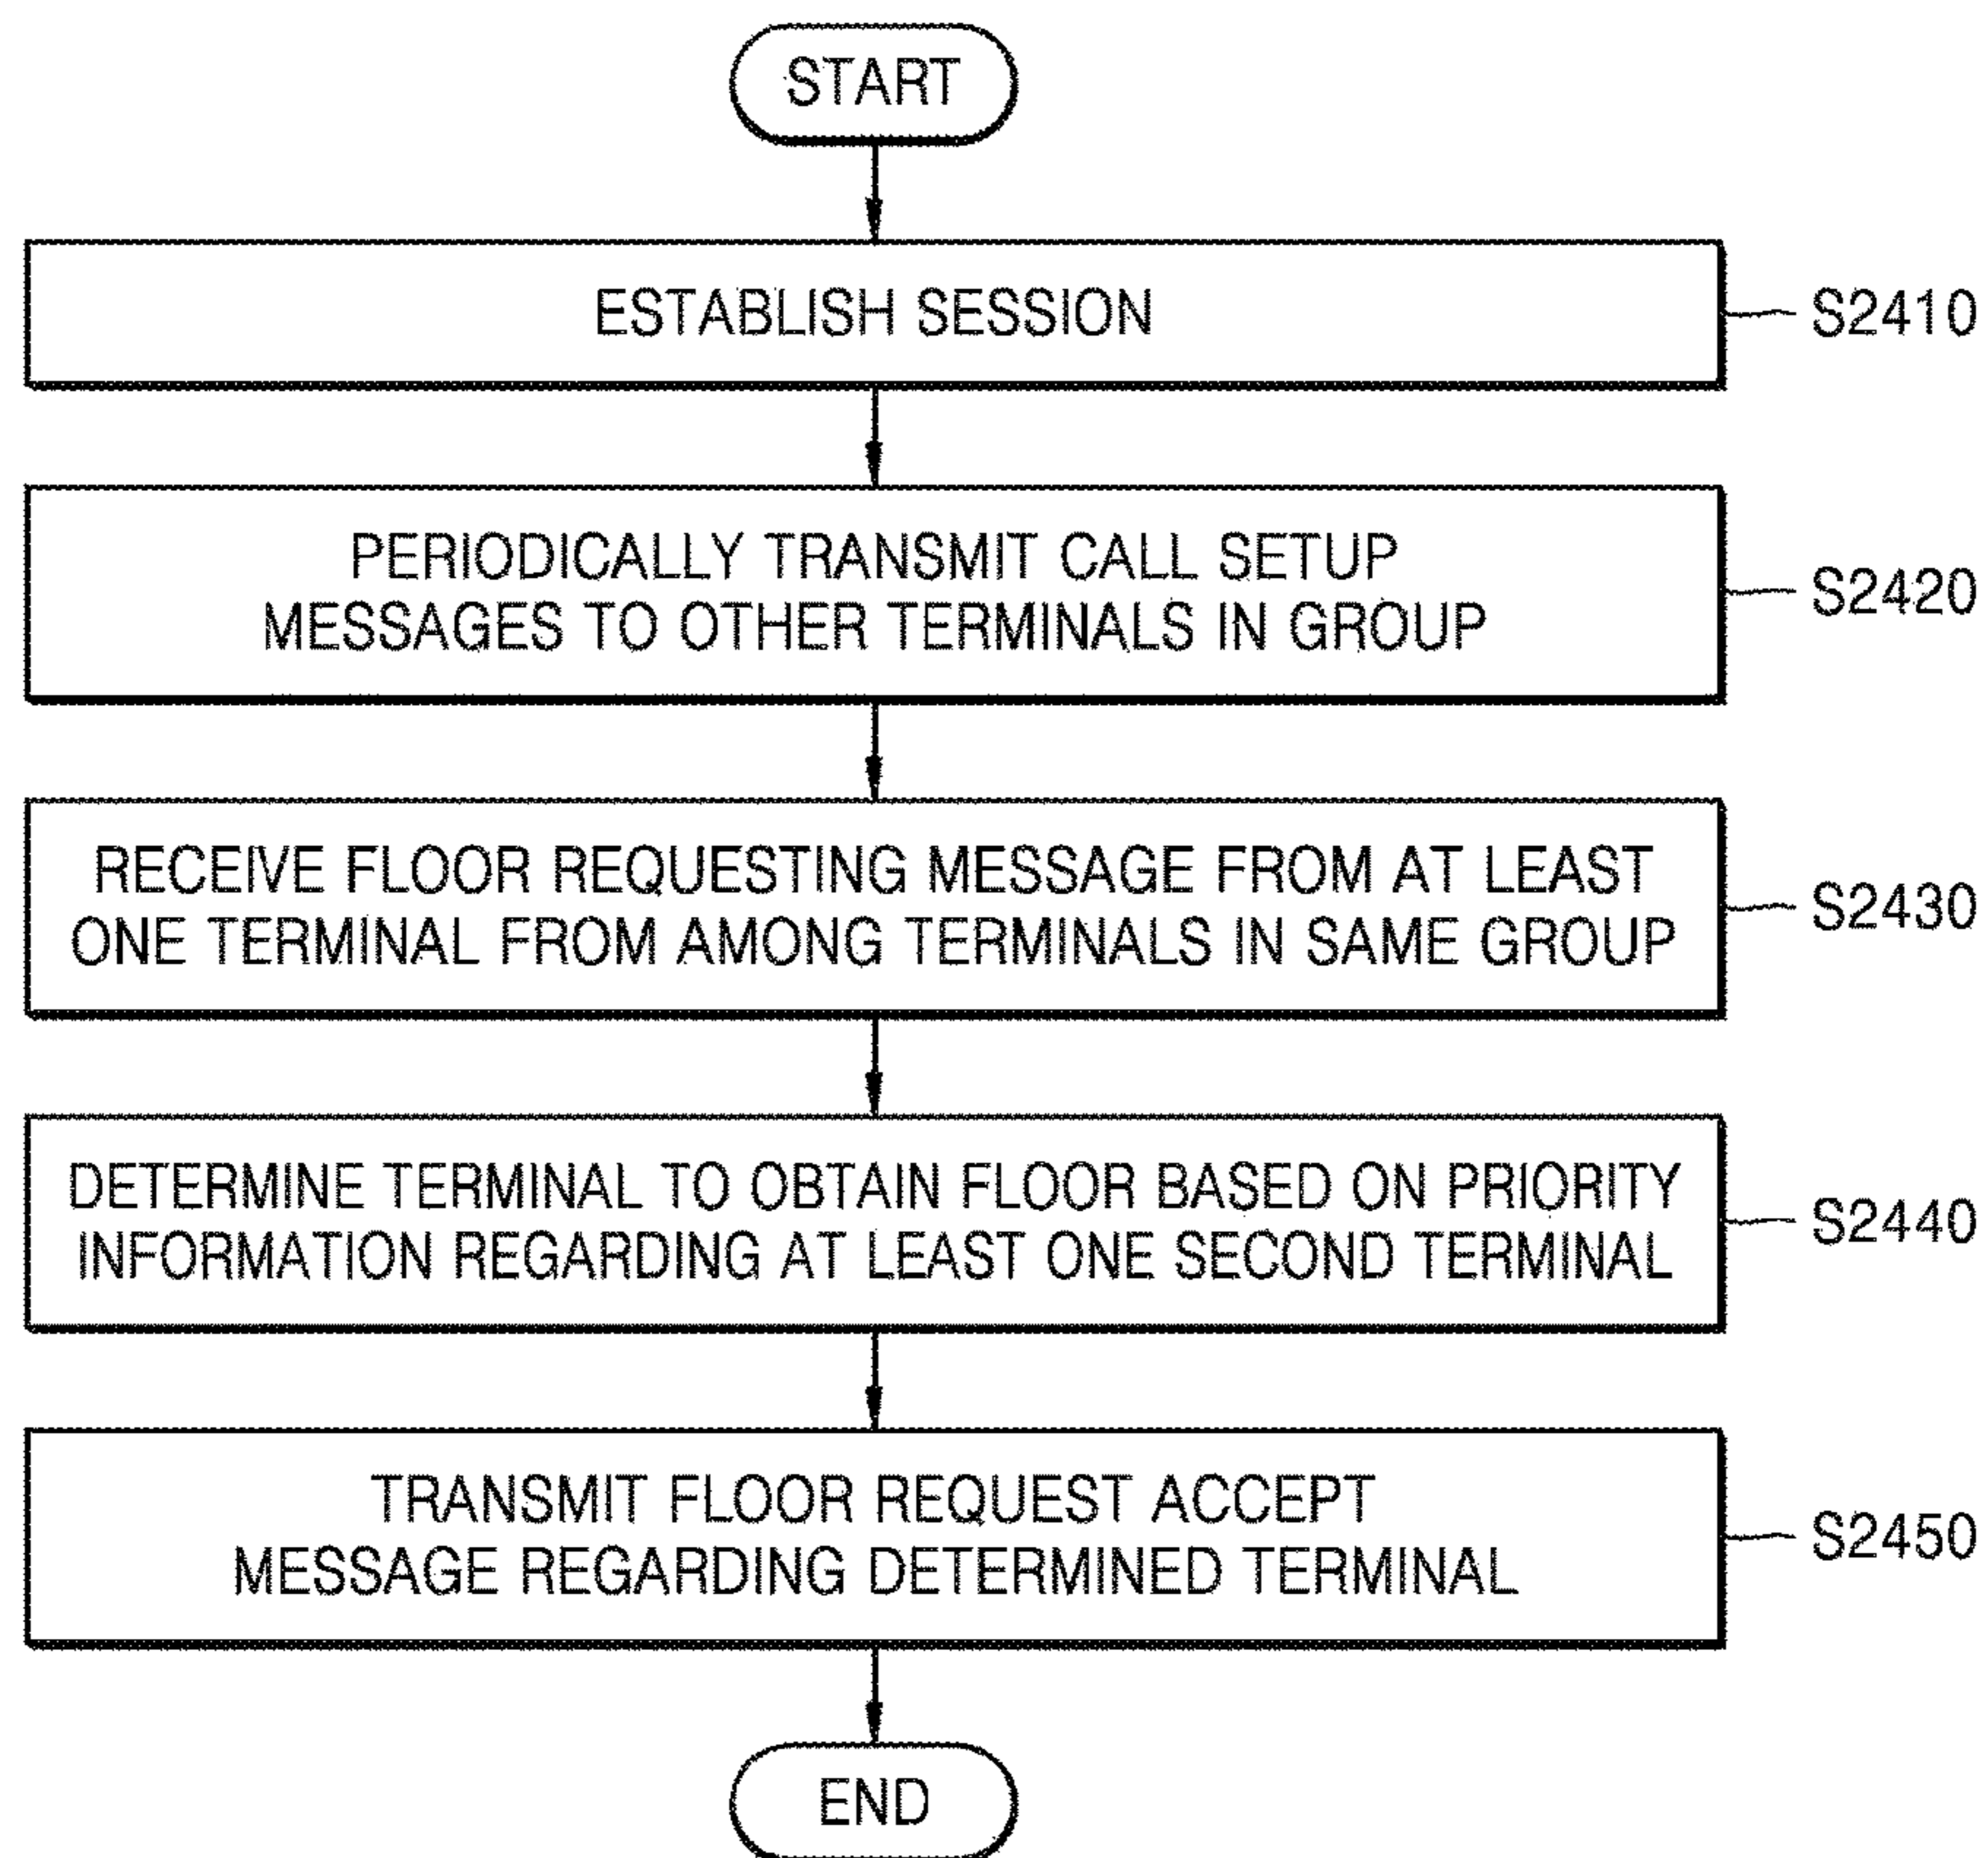 START
ESTABLISH SESSION
S2410
PERIODICALLY TRANSMIT CALL SETUP
MESSAGES TO OTHER TERMINALS IN GROUP
S2420
RECEIVE FLOOR REQUESTING MESSAGE FROM AT LEAST
ONE TERMINAL FROM AMONG TERMINALS IN SAME GROUP
S2430
DETERMINE TERMINAL TO OBTAIN FLOOR BASED ON PRIORITY
INFORMATION REGARDING AT LEAST ONE SECOND TERMINAL
S2440
TRANSMIT FLOOR REQUEST ACCEPT
MESSAGE REGARDING DETERMINED TERMINAL
S2450
END